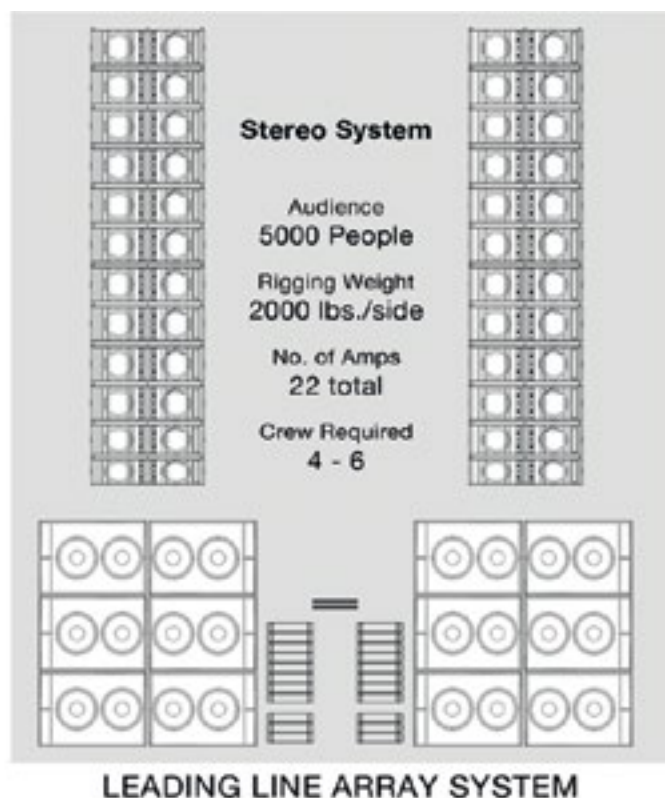 Stereo System
Audience
5000 People
Rigging Weight
2000 lbs./side
No. of Amps
22 total
Crew Required
4 - 6
LEADING LINE ARRAY SYSTEM